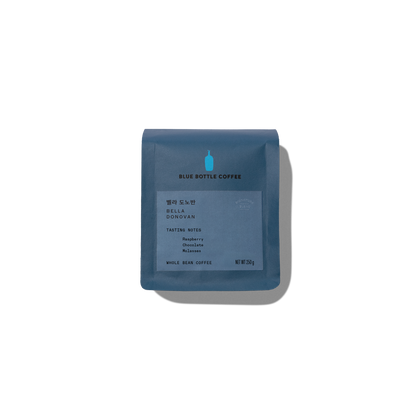 BLUE BOTTLE COFFEE
벨라 도노반
BELLA
DONOVAN
TASTING NOTES
Raspberry
Chocolate
Molasses
WHOLE BEAN COFFEE
NET WT